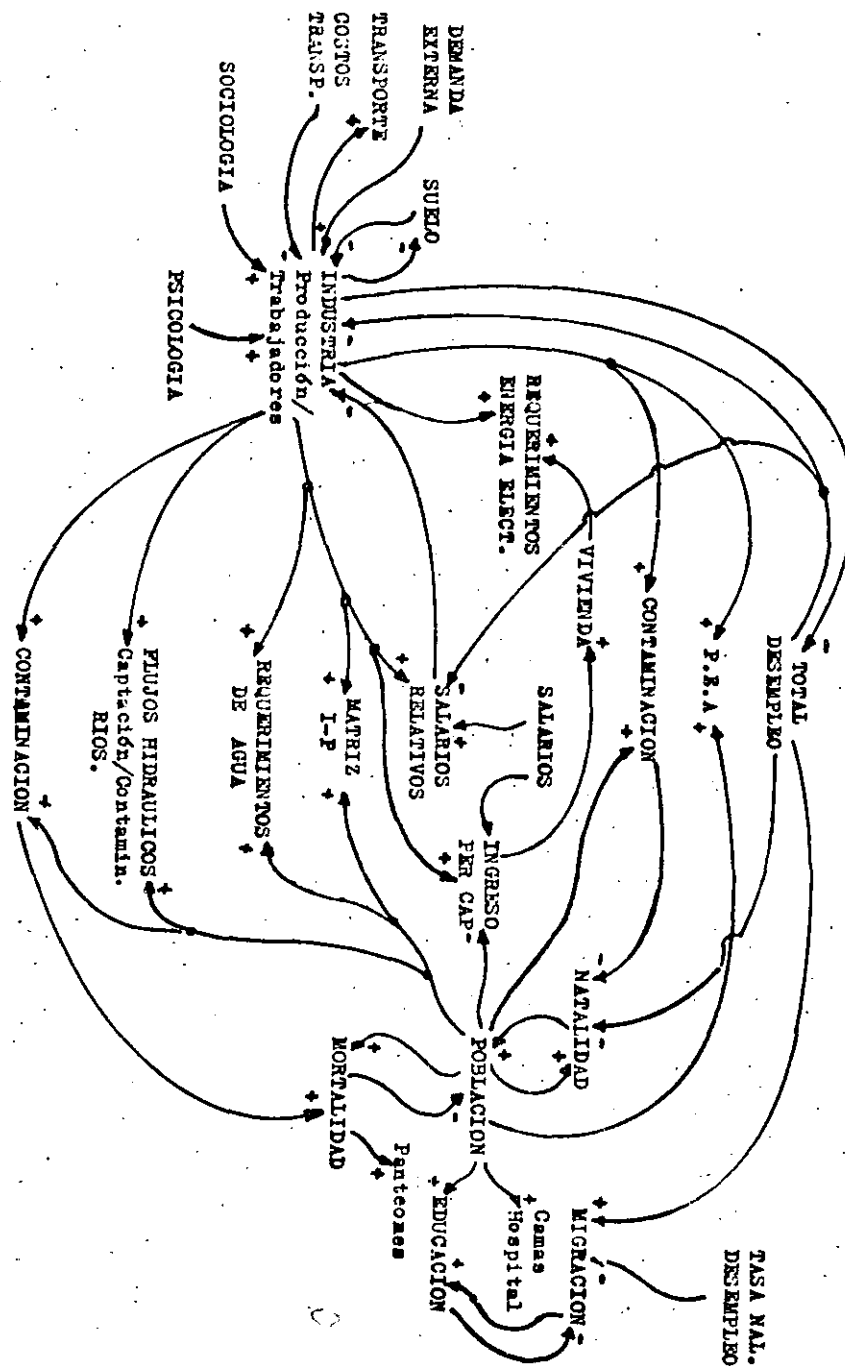 TASA NAL.
DESEMPLEO
TOTAL
DESEMPLEO
P.E.A
CONTAMINACION
VIVIENDA
REQUERIMIENTOS
ENERGIA ELECT.
MIGRACION
NATALIDAD
Camas
Hospital
EDUCACION
POBLACION
SALARIOS
INGRESO
PER CAP
SALARIOS
RELATIVOS
MATRIZ
I-P
REQUERIMIENTOS
DE AGUA
MORTALIDAD
Panteones
DEMANDA
EXTERNA
SUELO
TRANSPORTE
COSTOS
TRANSP.
SOCIOLOGIA
PSICOLOGIA
INDUSTRIA
Producción/
Trabajadores
FLUJOS HIDRAULICOS
Captación/Contamin.
RIOS.
CONTAMINACION